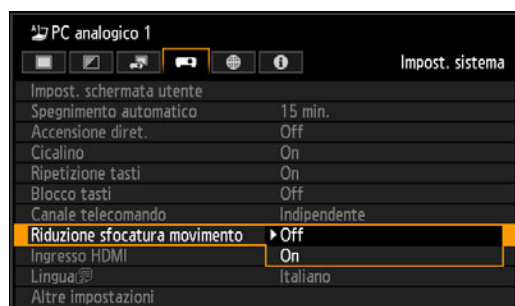 PC analogico 1
Impost. sistema
Impost. schermata utente
Spegnimento automatico 15 min.
Accensione diret. Off
Cicalino On
Ripetizione tasti On
Blocco tasti Off
Canale telecomando Indipendente
Riduzione sfocatura movimento Off
Ingresso HDMI On
Lingua Italiano
Altre impostazioni